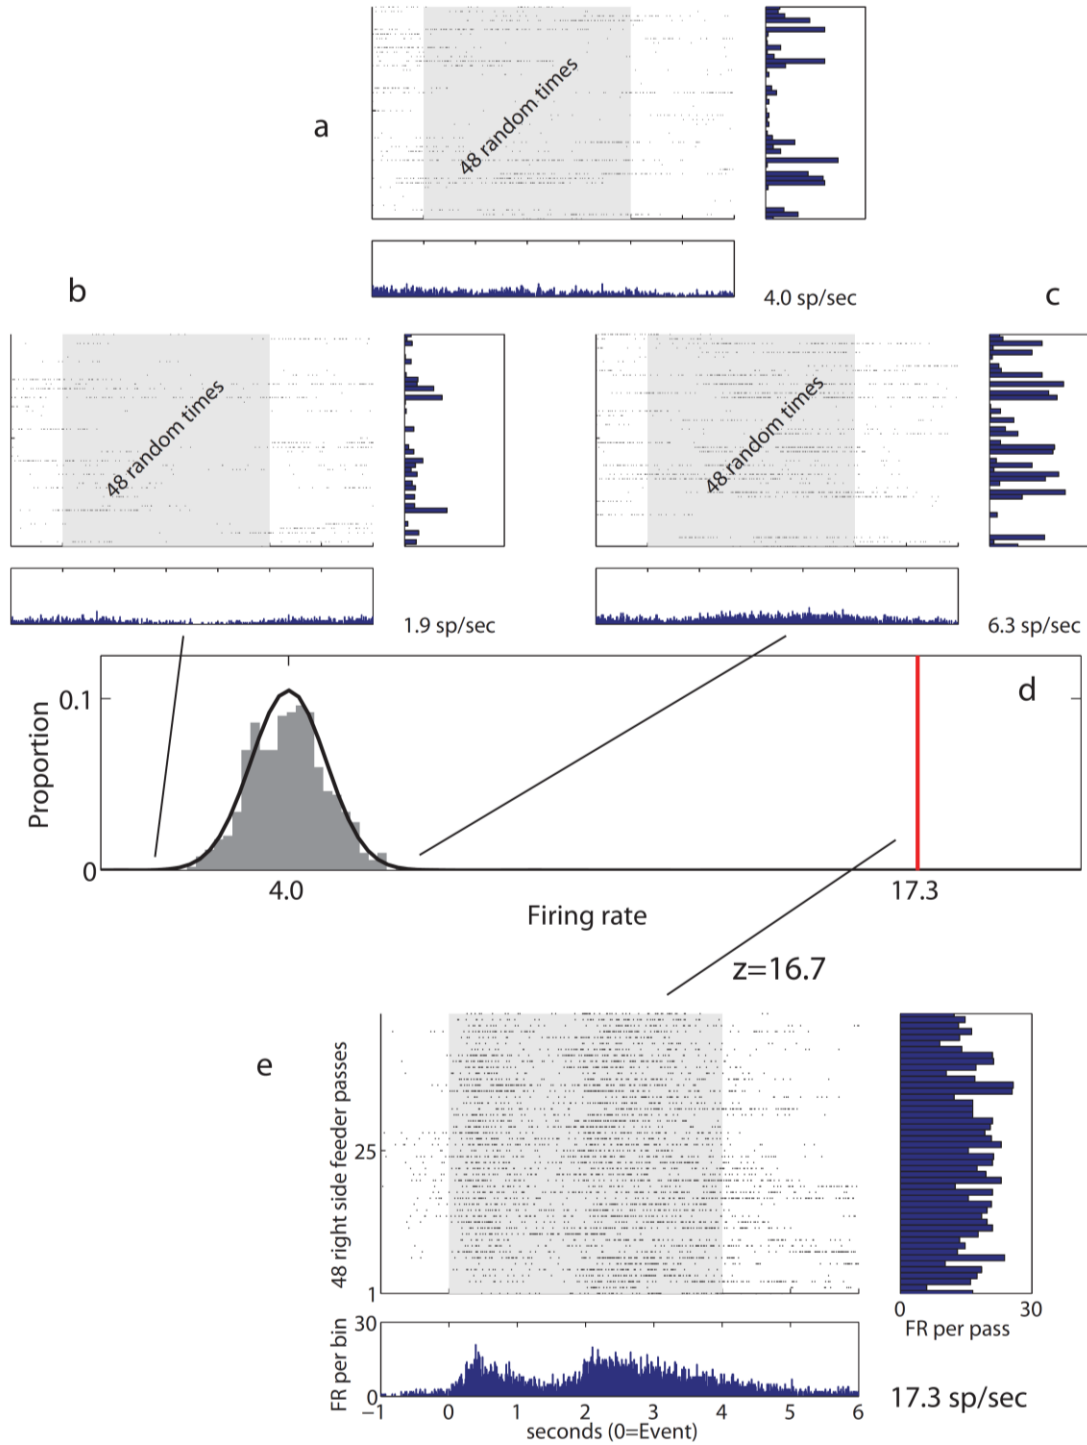 a
48 random times
4.0 sp/sec
b
48 random times
1.9 sp/sec
c
48 random times
6.3 sp/sec
d
Proportion
0.1
0
4.0
17.3
Firing rate
z=16.7
e
48 right side feeder passes
25
1
FR per bin
30
0
−1 0 1 2 3 4 5 6
seconds (0=Event)
0 30
FR per pass
17.3 sp/sec